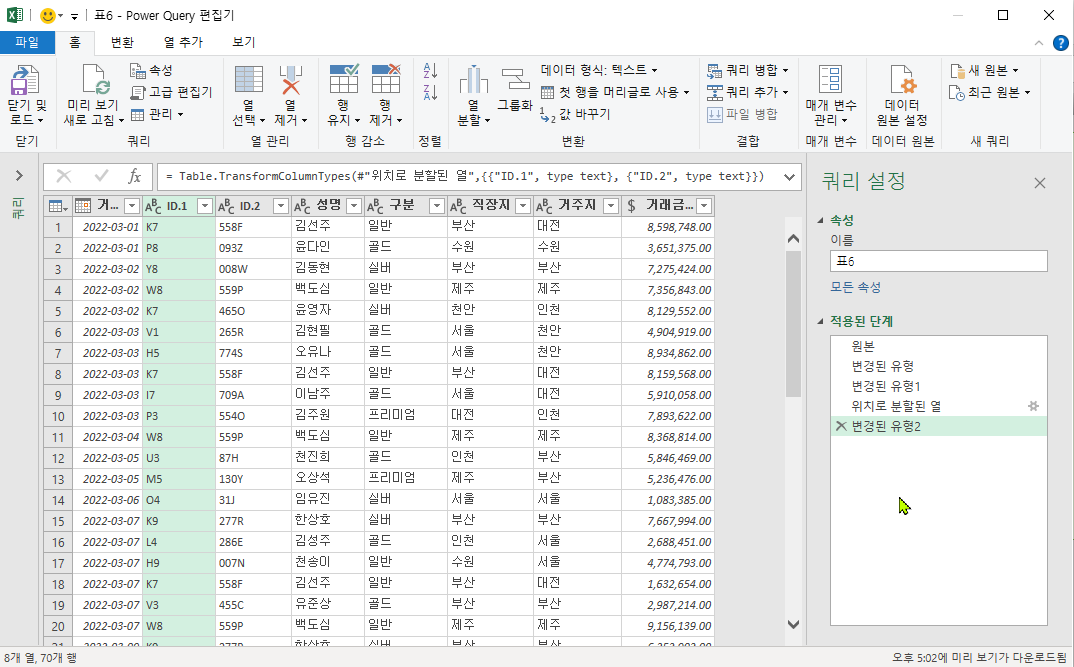 표6 - Power Query 편집기
파일 홈 변환 열 추가 보기
닫기 및 로드
미리 보기 새로 고침
속성
고급 편집기
관리
열 선택
열 제거
행 유지
행 제거
열 분할
그룹화
데이터 형식: 텍스트
첫 행을 머리글로 사용
1 2 값 바꾸기
쿼리 병합
쿼리 추가
파일 병합
매개 변수 관리
데이터 원본 설정
새 원본
최근 원본
닫기 쿼리 열 관리 행 감소 정렬 변환 결합 매개 변수 데이터 원본 새 쿼리
쿼리
fx = Table.TransformColumnTypes(#"위치로 분할된 열",{{"ID.1", type text}, {"ID.2", type text}})
거... ID.1 ID.2 성명 구분 직장지 거주지 $ 거래금...
1 2022-03-01 K7 558F 김선주 일반 부산 대전 8,598,748.00
2 2022-03-01 P8 093Z 윤다인 골드 수원 수원 3,651,375.00
3 2022-03-02 Y8 008W 김동현 실버 부산 부산 7,275,424.00
4 2022-03-02 W8 559P 백도심 일반 제주 제주 7,356,843.00
5 2022-03-02 K7 465O 윤영자 실버 천안 인천 8,129,552.00
6 2022-03-03 V1 265R 김현필 골드 서울 천안 4,904,919.00
7 2022-03-03 H5 774S 오유나 골드 서울 천안 8,934,862.00
8 2022-03-03 K7 558F 김선주 일반 부산 대전 8,159,568.00
9 2022-03-03 I7 709A 이남주 골드 서울 대전 5,910,058.00
10 2022-03-03 P3 554O 김주원 프리미엄 대전 인천 7,893,622.00
11 2022-03-04 W8 559P 백도심 일반 제주 제주 8,368,814.00
12 2022-03-05 U3 87H 천진희 골드 인천 부산 5,846,469.00
13 2022-03-05 M5 130Y 오상석 프리미엄 제주 부산 5,236,476.00
14 2022-03-06 O4 31J 임유진 실버 서울 서울 1,083,385.00
15 2022-03-07 K9 277R 한상호 실버 부산 부산 7,667,994.00
16 2022-03-07 L4 286E 김성주 골드 인천 서울 2,688,451.00
17 2022-03-07 H9 007N 천송이 일반 수원 서울 4,774,793.00
18 2022-03-07 K7 558F 김선주 일반 부산 대전 1,632,654.00
19 2022-03-07 V3 455C 유준상 골드 부산 부산 2,987,214.00
20 2022-03-07 W8 559P 백도심 일반 제주 제주 9,156,139.00
쿼리 설정
속성
이름
표6
모든 속성
적용된 단계
원본
변경된 유형
변경된 유형1
위치로 분할된 열
변경된 유형2
8개 열, 70개 행
오후 5:02에 미리 보기가 다운로드됨